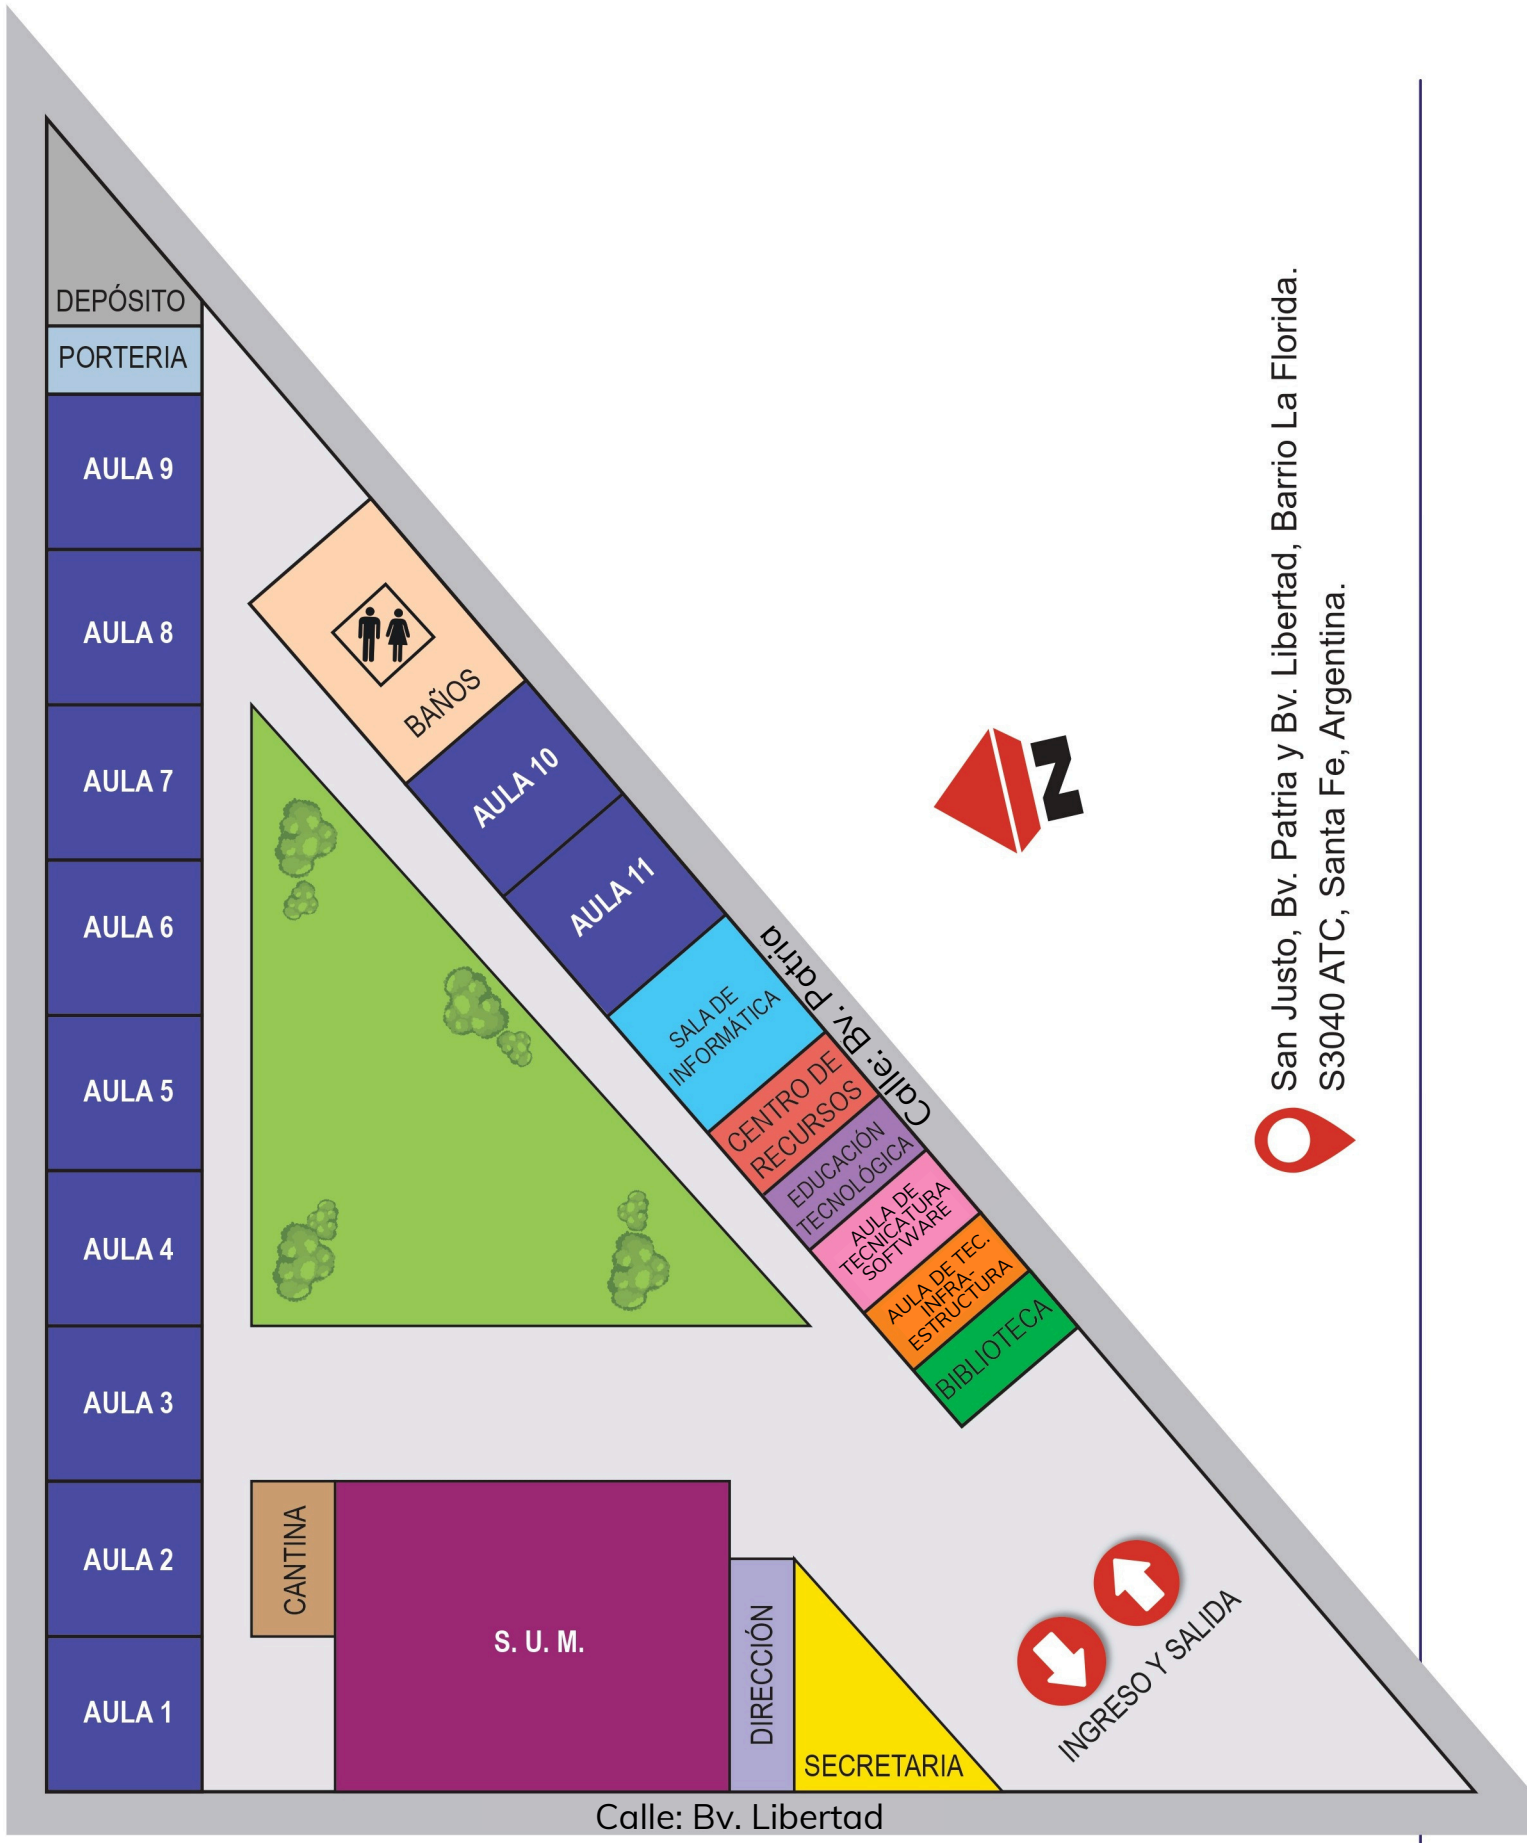 DEPÓSITO
PORTERIA
AULA 9
AULA 8
AULA 7
AULA 6
AULA 5
AULA 4
AULA 3
AULA 2
AULA 1
BAÑOS
AULA 10
AULA 11
SALA DE
INFORMÁTICA
CENTRO DE
RECURSOS
EDUCACIÓN
TECNOLÓGICA
AULA DE
TECNICATURA
SOFTWARE
AULA DE TEC.
INFRA-
ESTRUCTURA
BIBLIOTECA
Calle: Bv. Patria
CANTINA
S. U. M.
DIRECCIÓN
SECRETARIA
INGRESO Y SALIDA
Calle: Bv. Libertad
N
San Justo, Bv. Patria y Bv. Libertad, Barrio La Florida.
S3040 ATC, Santa Fe, Argentina.